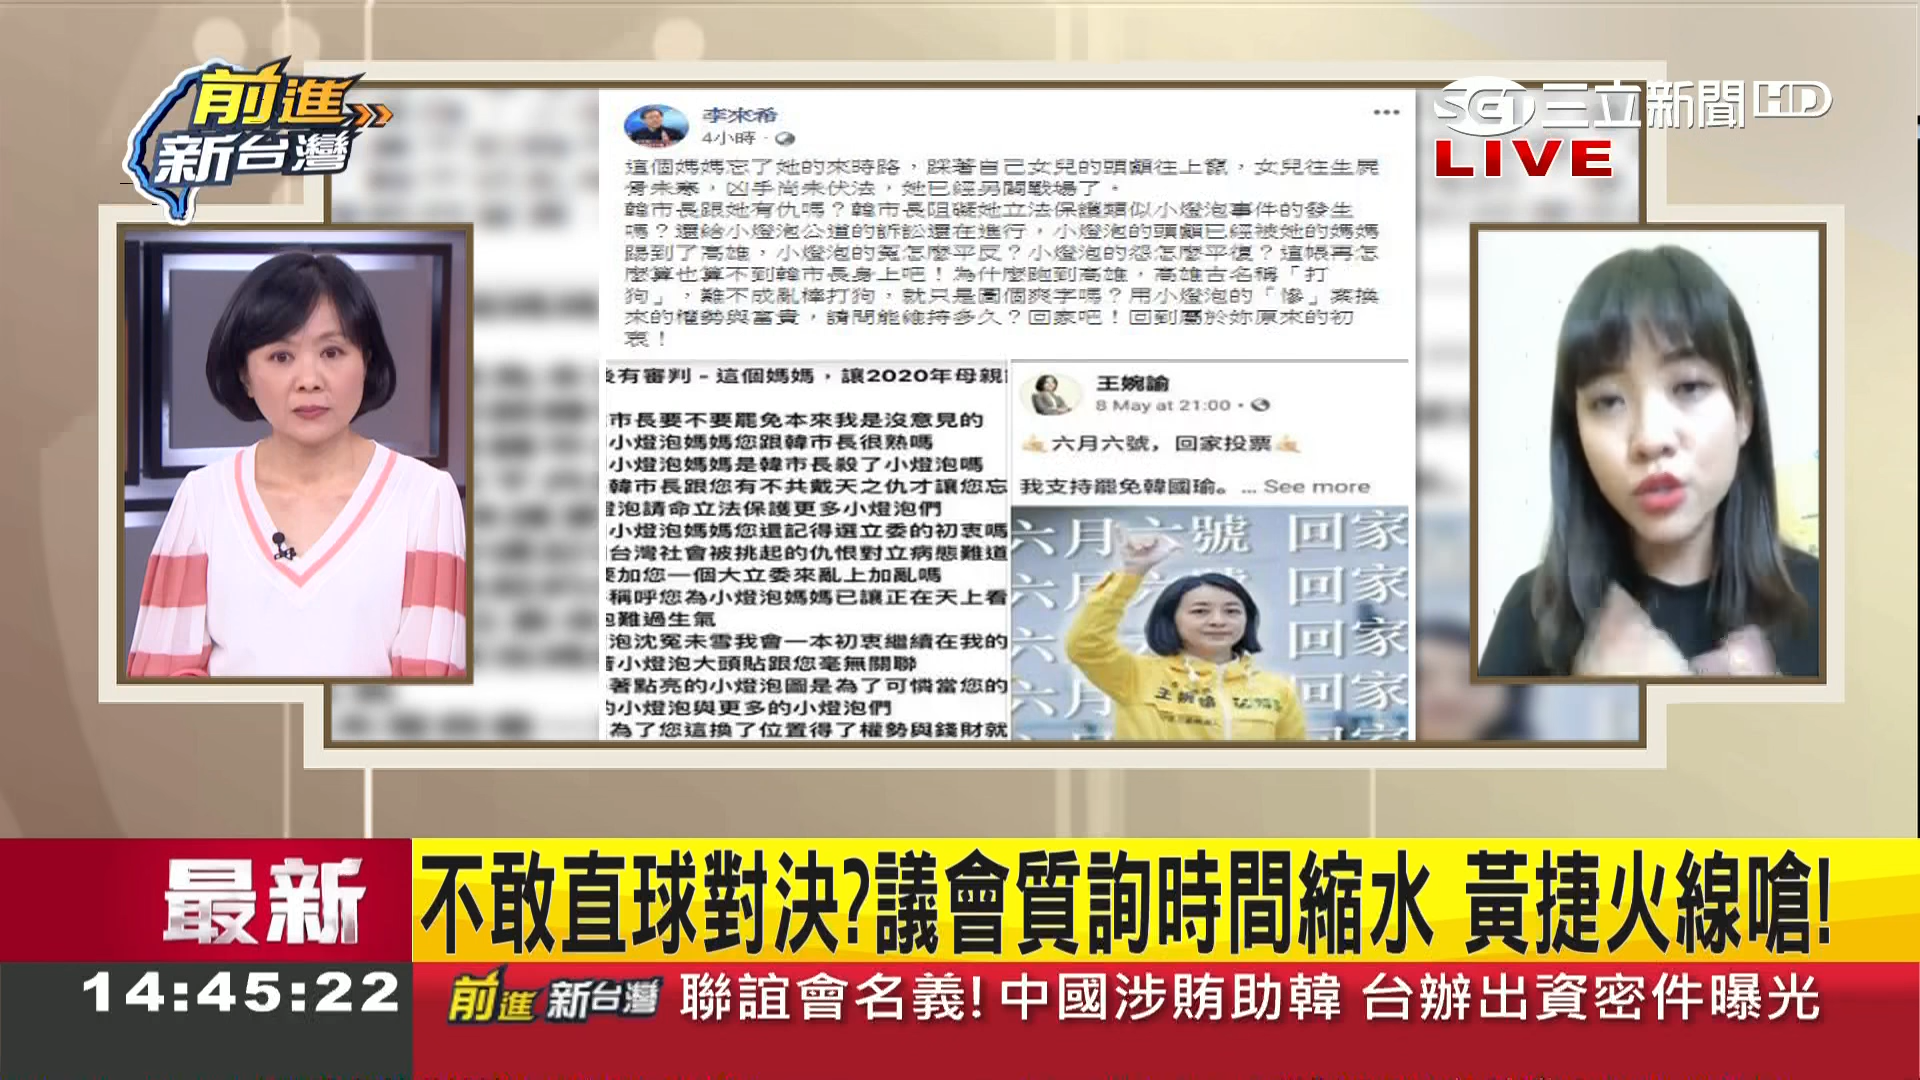 前進
新台灣
SET三立新聞HD
LIVE
李來希
4小時
這個媽媽忘了她的來時路，踩著自己女兒的頭顱往上竄，女兒往生屍
骨未寒，凶手尚未伏法，她已經另闢戰場了。
韓市長跟她有仇嗎？韓市長阻礙她立法保護類似小燈泡事件的發生
嗎？還給小燈泡公道的訴訟還在進行，小燈泡的頭顱已經被她的媽媽
踢到了高雄，小燈泡的冤怎麼平反？小燈泡的怨怎麼平復？這帳再怎
麼算也算不到韓市長身上吧！為什麼跑到高雄，高雄古名稱「打
狗」，難不成亂棒打狗，就只是圖個爽字嗎？用小燈泡的「慘」案換
來的權勢與富貴，請問能維持多久？回家吧！回到屬於妳原來的初
衷！
有審判-這個媽媽，讓2020年母親
市長要不要罷免本來我是沒意見的
小燈泡媽媽您跟韓市長很熟嗎
小燈泡媽媽是韓市長殺了小燈泡嗎
韓市長跟您有不共戴天之仇才讓您忘
泡請命立法保護更多小燈泡們
小燈泡媽媽您還記得選立委的初衷嗎
台灣社會被挑起的仇恨對立病態難道
要加您一個大立委來亂上加亂嗎
稱呼您為小燈泡媽媽已讓正在天上看
難過生氣
泡沈冤未雪我會一本初衷繼續在我的
著小燈泡大頭貼跟您毫無關聯
著點亮的小燈泡圖是為了可憐當您的
的小燈泡與更多的小燈泡們
為了您這換了位置得了權勢與錢財就
王婉諭
8 May at 21:00
六月六號，回家投票
我支持罷免韓國瑜。... See more
六月六號 回家
六月六號 回家
六 回家
六月 回家
王婉諭
最新
不敢直球對決?議會質詢時間縮水 黃捷火線嗆!
14:45:22
前進新台灣 聯誼會名義!中國涉賄助韓 台辦出資密件曝光